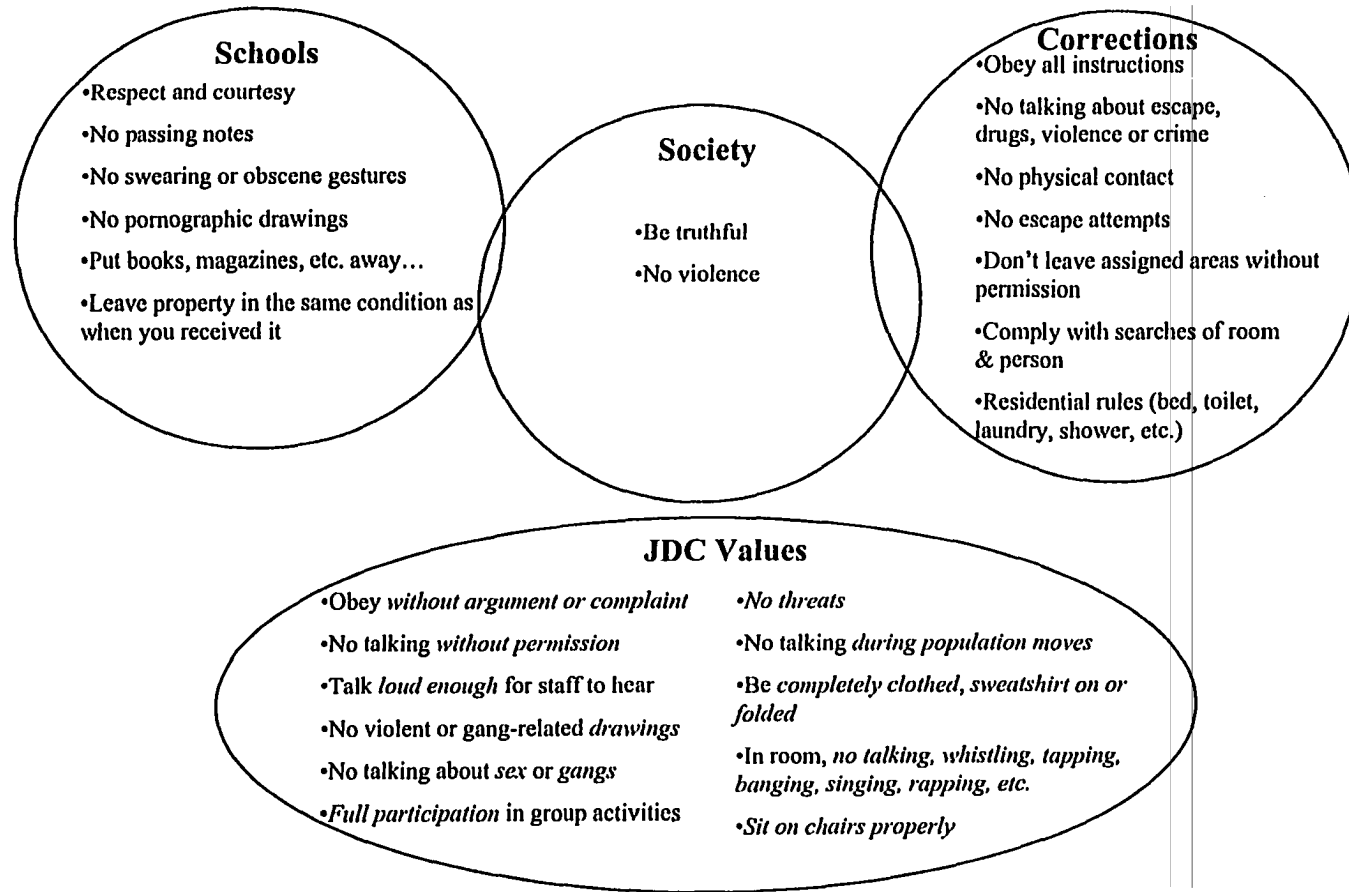 Schools
•Respect and courtesy
•No passing notes
•No swearing or obscene gestures
•No pornographic drawings
•Put books, magazines, etc. away…
•Leave property in the same condition as
when you received it
Society
•Be truthful
•No violence
Corrections
•Obey all instructions
•No talking about escape,
drugs, violence or crime
•No physical contact
•No escape attempts
•Don't leave assigned areas without
permission
•Comply with searches of room
& person
•Residential rules (bed, toilet,
laundry, shower, etc.)
JDC Values
•Obey without argument or complaint
•No talking without permission
•Talk loud enough for staff to hear
•No violent or gang-related drawings
•No talking about sex or gangs
•Full participation in group activities
•No threats
•No talking during population moves
•Be completely clothed, sweatshirt on or
folded
•In room, no talking, whistling, tapping,
banging, singing, rapping, etc.
•Sit on chairs properly